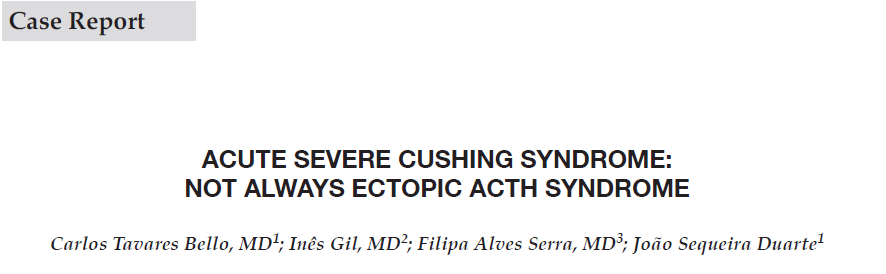 Case Report
ACUTE SEVERE CUSHING SYNDROME:
NOT ALWAYS ECTOPIC ACTH SYNDROME
Carlos Tavares Bello, MD¹; Inês Gil, MD²; Filipa Alves Serra, MD³; João Sequeira Duarte¹